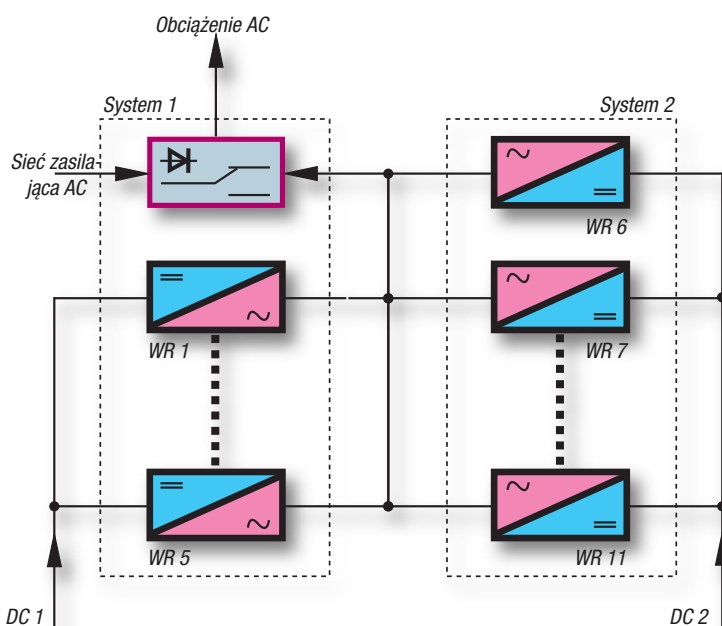 Obciążenie AC
System 1
System 2
Sieć zasila-
jąca AC
WR 6
WR 1
WR 7
WR 5
WR 11
DC 1
DC 2